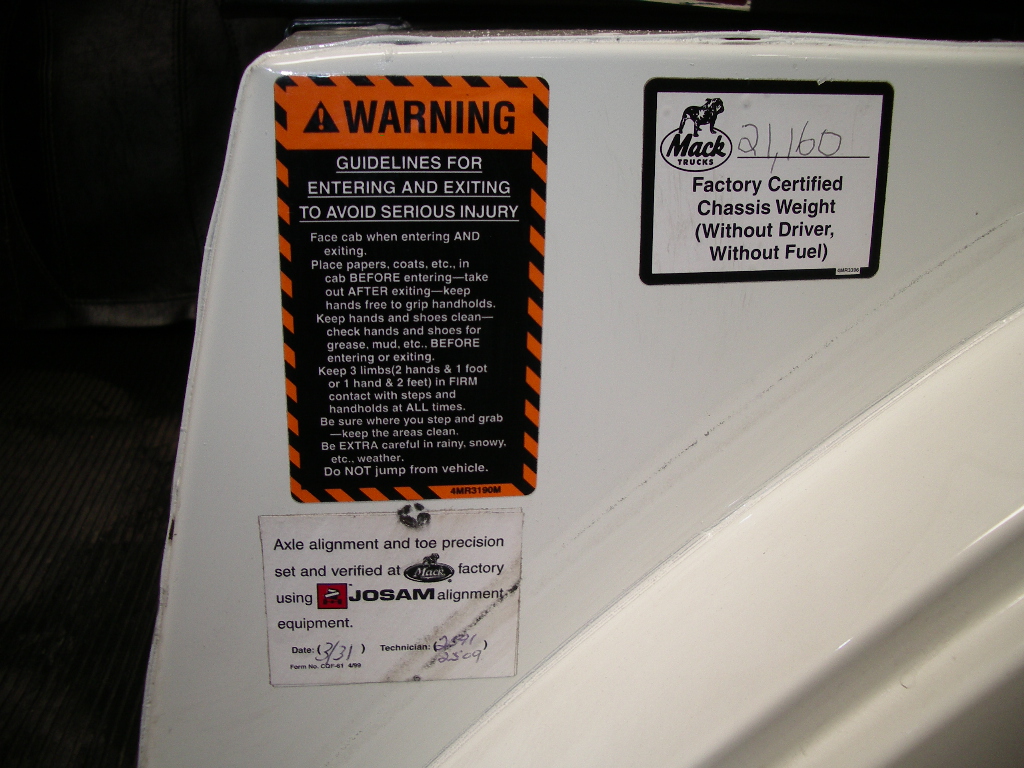 WARNING
GUIDELINES FOR
ENTERING AND EXITING
TO AVOID SERIOUS INJURY
Face cab when entering AND
exiting.
Place papers, coats, etc., in
cab BEFORE entering—take
out AFTER exiting—keep
hands free to grip handholds.
Keep hands and shoes clean—
check hands and shoes for
grease, mud, etc., BEFORE
entering or exiting.
Keep 3 limbs(2 hands & 1 foot
or 1 hand & 2 feet) in FIRM
contact with steps and
handholds at ALL times.
Be sure where you step and grab
—keep the areas clean.
Be EXTRA careful in rainy, snowy,
etc., weather.
Do NOT jump from vehicle.
4MR3190M
Mack
TRUCKS
21,160
Factory Certified
Chassis Weight
(Without Driver,
Without Fuel)
Axle alignment and toe precision
set and verified at Mack factory
using JOSAM alignment
equipment.
Date: (3/31) Technician: (2591
2509)
Form No. CQF-61 4/99